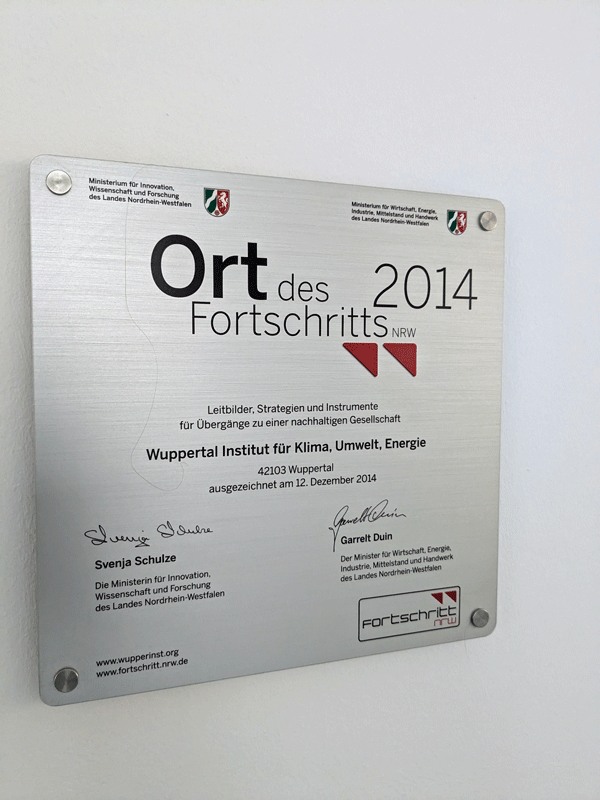 Ministerium für Innovation,
Wissenschaft und Forschung
des Landes Nordrhein-Westfalen
Ministerium für Wirtschaft, Energie,
Industrie, Mittelstand und Handwerk
des Landes Nordrhein-Westfalen
Ort des 2014
Fortschritts NRW
Leitbilder, Strategien und Instrumente
für Übergänge zu einer nachhaltigen Gesellschaft
Wuppertal Institut für Klima, Umwelt, Energie
42103 Wuppertal
ausgezeichnet am 12. Dezember 2014
Svenja Schulze
Svenja Schulze
Die Ministerin für Innovation,
Wissenschaft und Forschung
des Landes Nordrhein-Westfalen
Garrelt Duin
Garrelt Duin
Der Minister für Wirtschaft, Energie,
Industrie, Mittelstand und Handwerk
des Landes Nordrhein-Westfalen
Fortschritt
nrw
www.wupperinst.org
www.fortschritt.nrw.de